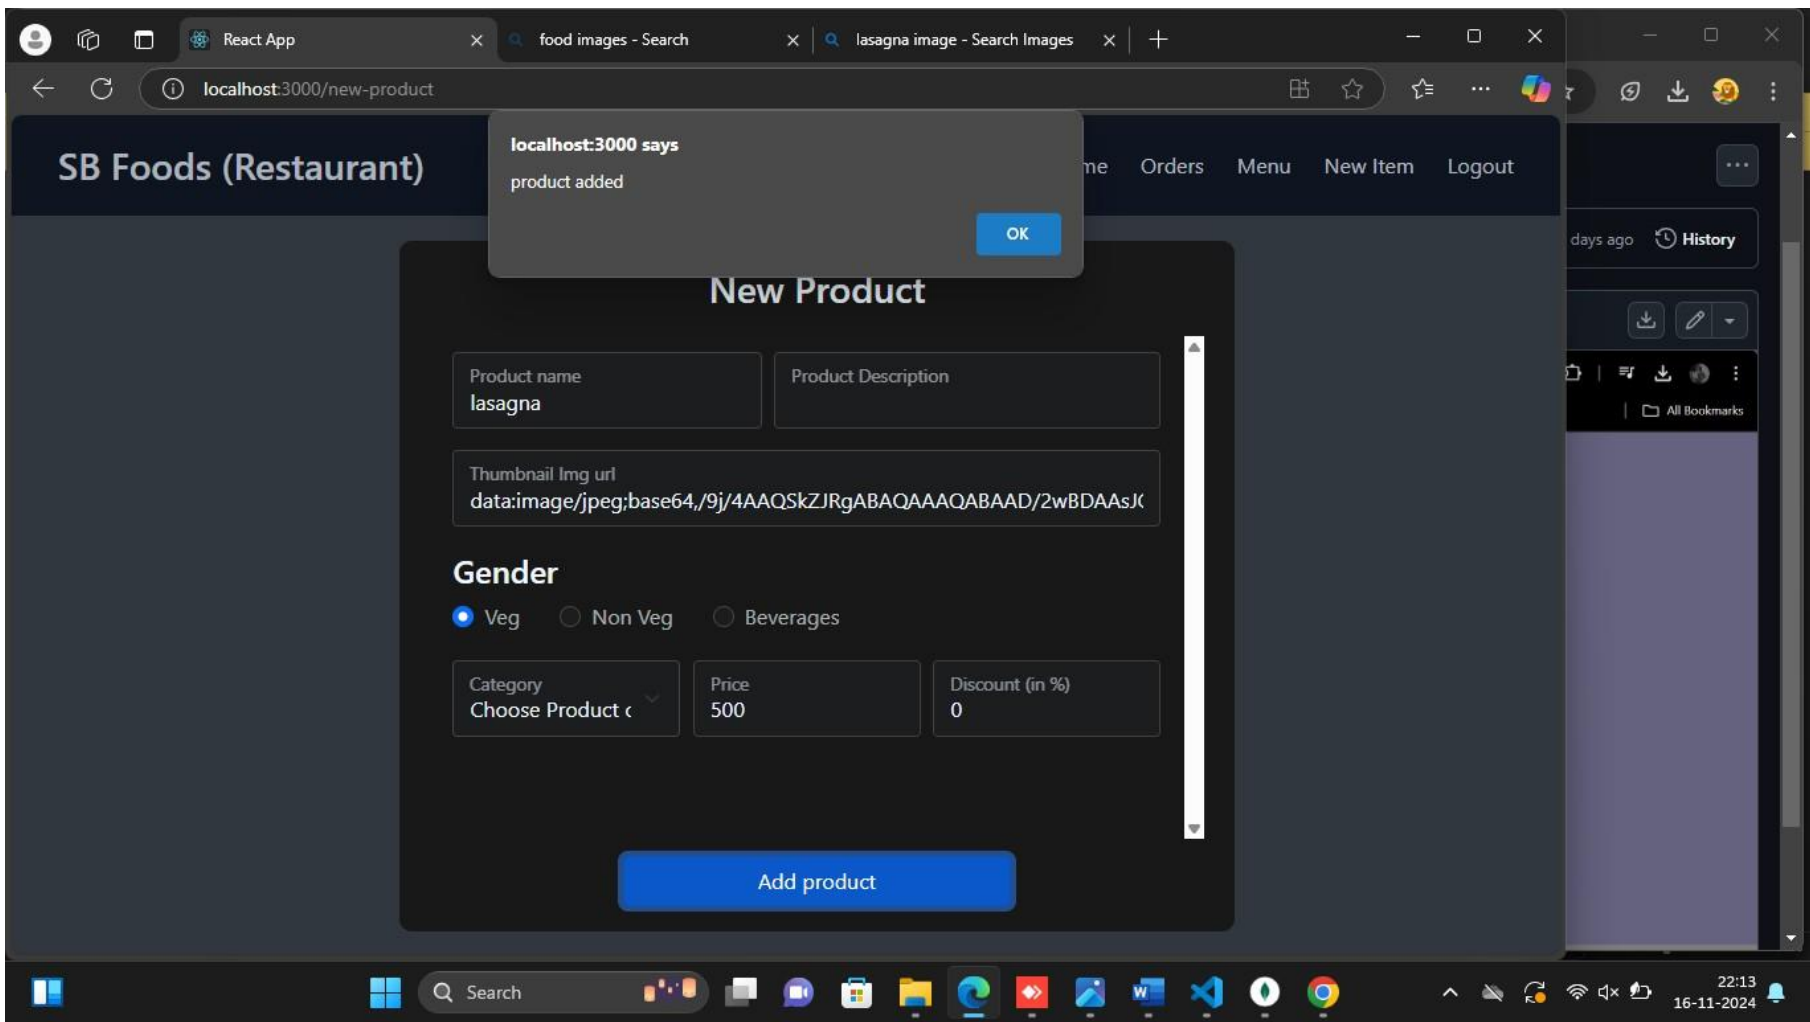 React App
food images - Search
lasagna image - Search Images
localhost:3000/new-product
localhost:3000 says
product added
OK
SB Foods (Restaurant)
Orders
Menu
New Item
Logout
days ago
History
All Bookmarks
New Product
Product name
lasagna
Product Description
Thumbnail Img url
data:image/jpeg;base64,/9j/4AAQSkZJRgABAQAAAQABAAD/2wBDAAsJ
Gender
Veg
Non Veg
Beverages
Category
Choose Product
Price
500
Discount (in %)
0
Add product
Search
22:13
16-11-2024